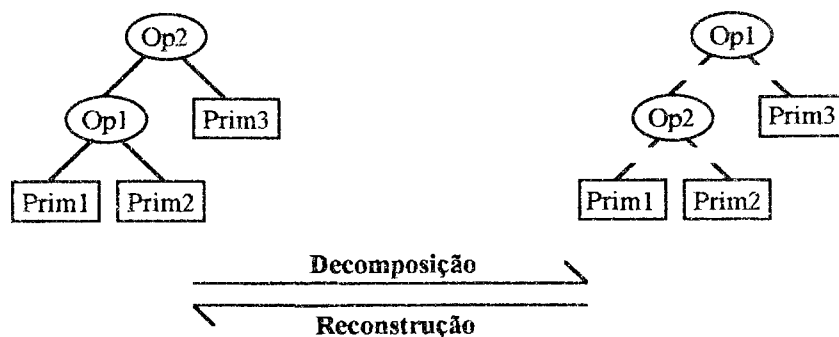 Op2
Op1
Op1
Prim3
Op2
Prim3
Prim1
Prim2
Prim1
Prim2
Decomposição
Reconstrução